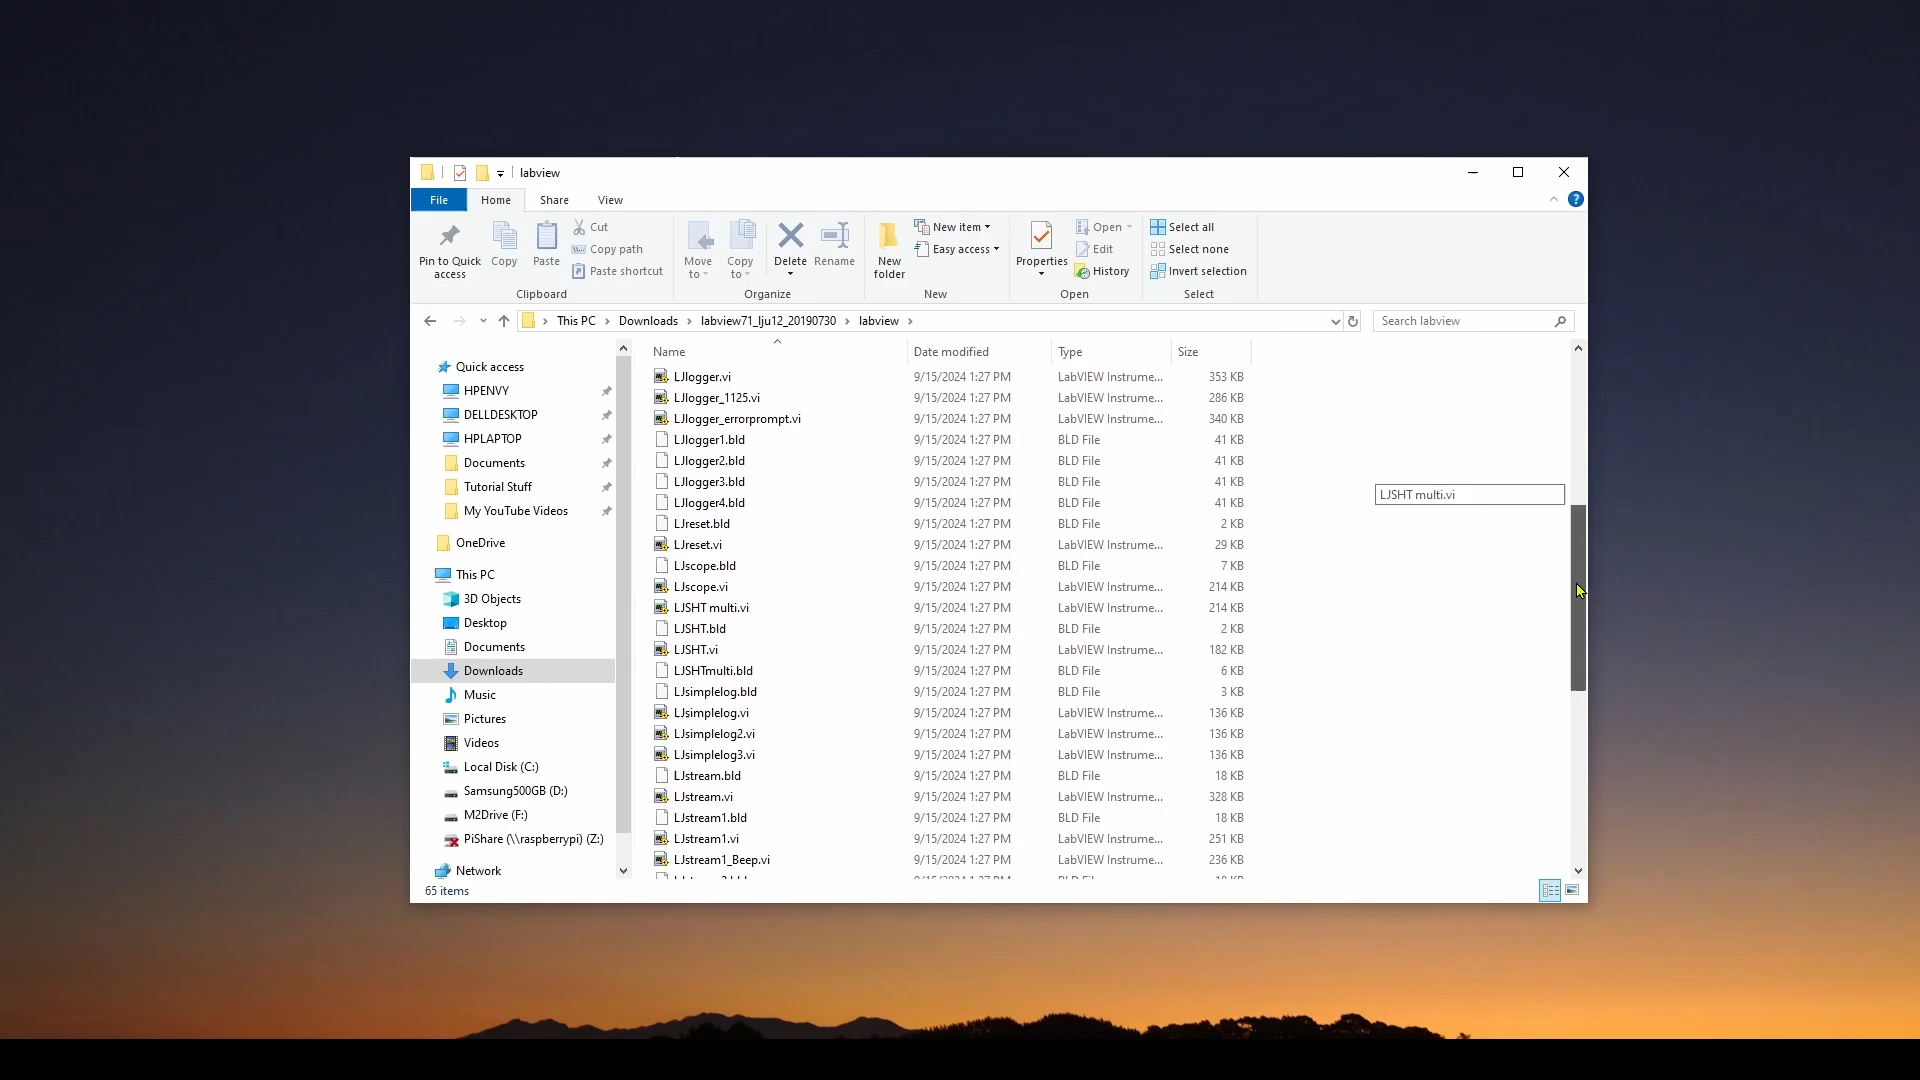 labview
File Home Share View
Pin to Quick access
Copy
Paste
Cut
Copy path
Paste shortcut
Clipboard
Move to
Copy to
Delete
Rename
Organize
New folder
New item
Easy access
New
Properties
Open
Edit
History
Open
Select all
Select none
Invert selection
Select
This PC › Downloads › labview71_lju12_20190730 › labview ›
Search labview
Quick access
HPENVY
DELLDESKTOP
HPLAPTOP
Documents
Tutorial Stuff
My YouTube Videos
OneDrive
This PC
3D Objects
Desktop
Documents
Downloads
Music
Pictures
Videos
Local Disk (C:)
Samsung500GB (D:)
M2Drive (F:)
PiShare (\\raspberrypi) (Z:)
Network
Name Date modified Type Size
LJlogger.vi 9/15/2024 1:27 PM LabVIEW Instrume... 353 KB
LJlogger_1125.vi 9/15/2024 1:27 PM LabVIEW Instrume... 286 KB
LJlogger_errorprompt.vi 9/15/2024 1:27 PM LabVIEW Instrume... 340 KB
LJlogger1.bld 9/15/2024 1:27 PM BLD File 41 KB
LJlogger2.bld 9/15/2024 1:27 PM BLD File 41 KB
LJlogger3.bld 9/15/2024 1:27 PM BLD File 41 KB
LJlogger4.bld 9/15/2024 1:27 PM BLD File 41 KB
LJreset.bld 9/15/2024 1:27 PM BLD File 2 KB
LJreset.vi 9/15/2024 1:27 PM LabVIEW Instrume... 29 KB
LJscope.bld 9/15/2024 1:27 PM BLD File 7 KB
LJscope.vi 9/15/2024 1:27 PM LabVIEW Instrume... 214 KB
LJSHT multi.vi 9/15/2024 1:27 PM LabVIEW Instrume... 214 KB
LJSHT.bld 9/15/2024 1:27 PM BLD File 2 KB
LJSHT.vi 9/15/2024 1:27 PM LabVIEW Instrume... 182 KB
LJSHTmulti.bld 9/15/2024 1:27 PM BLD File 6 KB
LJsimplelog.bld 9/15/2024 1:27 PM BLD File 3 KB
LJsimplelog.vi 9/15/2024 1:27 PM LabVIEW Instrume... 136 KB
LJsimplelog2.vi 9/15/2024 1:27 PM LabVIEW Instrume... 136 KB
LJsimplelog3.vi 9/15/2024 1:27 PM LabVIEW Instrume... 136 KB
LJstream.bld 9/15/2024 1:27 PM BLD File 18 KB
LJstream.vi 9/15/2024 1:27 PM LabVIEW Instrume... 328 KB
LJstream1.bld 9/15/2024 1:27 PM BLD File 18 KB
LJstream1.vi 9/15/2024 1:27 PM LabVIEW Instrume... 251 KB
LJstream1_Beep.vi 9/15/2024 1:27 PM LabVIEW Instrume... 236 KB
LJSHT multi.vi
65 items